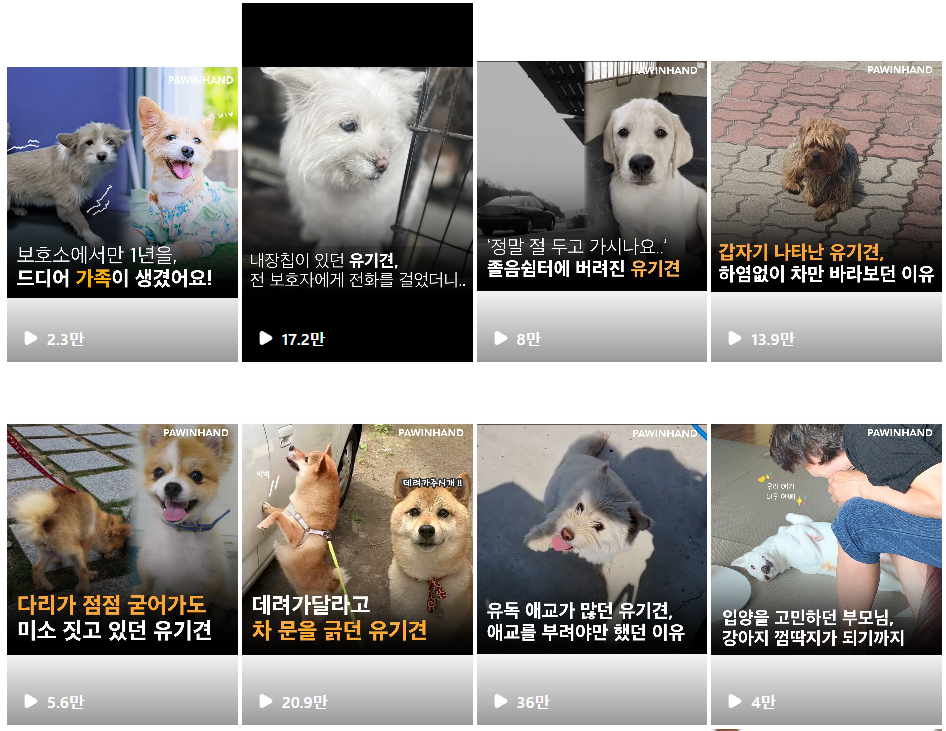 PAWINHAND
보호소에서만 1년을,
드디어 가족이 생겼어요!
2.3만
내장칩이 있던 유기견,
전 보호자에게 전화를 걸었더니..
17.2만
PAWINHAND
'정말 절 두고 가시나요..'
졸음쉼터에 버려진 유기견
8만
PAWINHAND
갑자기 나타난 유기견,
하염없이 차만 바라보던 이유
13.9만
PAWINHAND
다리가 점점 굳어가도
미소 짓고 있던 유기견
5.6만
PAWINHAND
벅벅
데려가주시개!!
데려가달라고
차 문을 긁던 유기견
20.9만
PAWINHAND
유독 애교가 많던 유기견,
애교를 부려야만 했던 이유
36만
PAWINHAND
우리 애기
너무 예뻐
입양을 고민하던 부모님,
강아지 껌딱지가 되기까지
4만